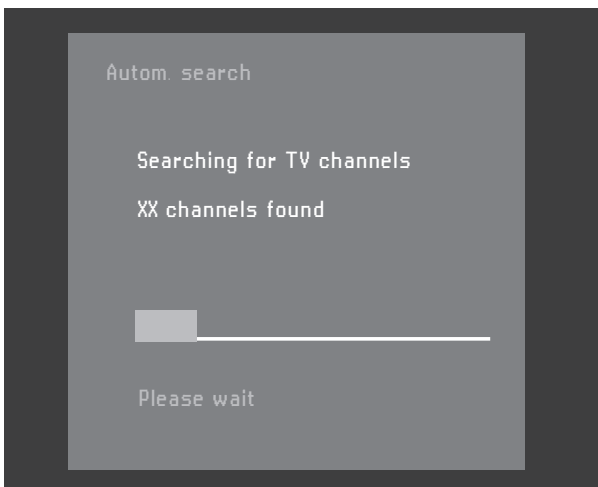 Autom. search
Searching for TV channels
XX channels found
Please wait